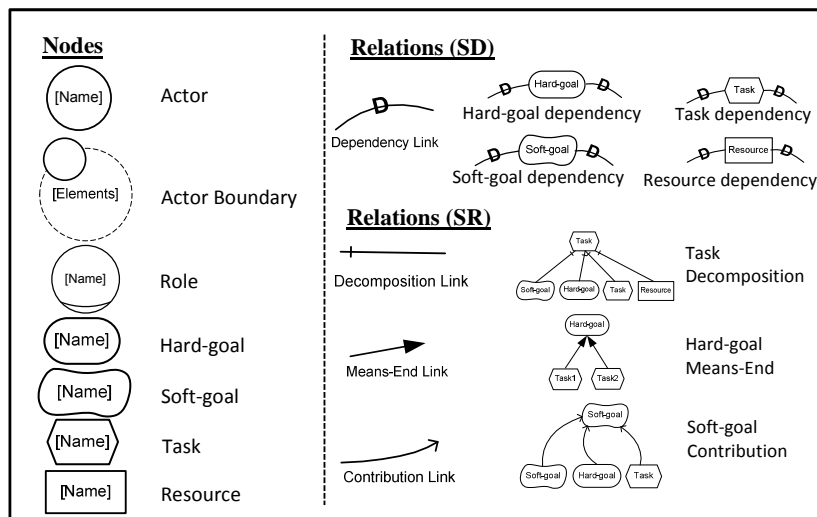 Nodes
[Name]
Actor
[Elements]
Actor Boundary
[Name]
Role
[Name]
Hard-goal
[Name]
Soft-goal
[Name]
Task
[Name]
Resource
Relations (SD)
D
Dependency Link
D Hard-goal D
Hard-goal dependency
D Task D
Task dependency
D Soft-goal D
Soft-goal dependency
D Resource D
Resource dependency
Relations (SR)
Decomposition Link
Task
Soft-goal Hard-goal Task Resource
Task
Decomposition
Means-End Link
Hard-goal
Task1 Task2
Hard-goal
Means-End
Contribution Link
Soft-goal
Soft-goal Hard-goal Task
Soft-goal
Contribution